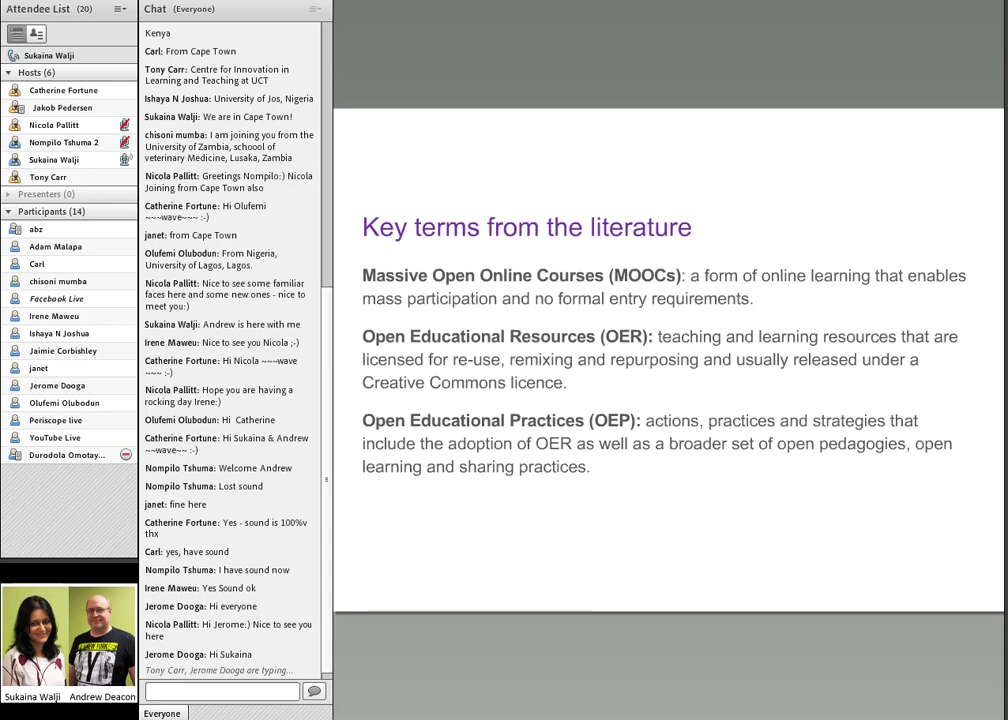 Attendee List (20)
Sukaina Walji
Hosts (6)
Catherine Fortune
Jakob Pedersen
Nicola Pallitt
Nompilo Tshuma 2
Sukaina Walji
Tony Carr
Presenters (0)
Participants (14)
abz
Adam Malapa
Carl
chisoni mumba
Facebook Live
Irene Maweu
Ishaya N Joshua
Jaimie Corbishley
janet
Jerome Dooga
Olufemi Olubodun
Periscope live
YouTube Live
Durodola Omotay...
Sukaina Walji
Andrew Deacon
Chat (Everyone)
Kenya
Carl: From Cape Town
Tony Carr: Centre for Innovation in
Learning and Teaching at UCT
Ishaya N Joshua: University of Jos, Nigeria
Sukaina Walji: We are in Cape Town!
chisoni mumba: I am joining you from the
University of Zambia, schoool of
veterinary Medicine, Lusaka, Zambia
Nicola Pallitt: Greetings Nompilo:) Nicola
Joining from Cape Town also
Catherine Fortune: Hi Olufemi
~~~wave~~~ :-)
janet: from Cape Town
Olufemi Olubodun: From Nigeria,
University of Lagos, Lagos.
Nicola Pallitt: Nice to see some familiar
faces here and some new ones - nice to
meet you:)
Sukaina Walji: Andrew is here with me
Irene Maweu: Nice to see you Nicola ;-)
Catherine Fortune: Hi Nicola ~~~wave
~~~ :-)
Nicola Pallitt: Hope you are having a
rocking day Irene:)
Olufemi Olubodun: Hi Catherine
Catherine Fortune: Hi Sukaina & Andrew
~~wave~~ :-)
Nompilo Tshuma: Welcome Andrew
Nompilo Tshuma: Lost sound
janet: fine here
Catherine Fortune: Yes - sound is 100%v
thx
Carl: yes, have sound
Nompilo Tshuma: I have sound now
Irene Maweu: Yes Sound ok
Jerome Dooga: Hi everyone
Nicola Pallitt: Hi Jerome:) Nice to see you
here
Jerome Dooga: Hi Sukaina
Tony Carr, Jerome Dooga are typing...
Everyone
Key terms from the literature
Massive Open Online Courses (MOOCs): a form of online learning that enables
mass participation and no formal entry requirements.
Open Educational Resources (OER): teaching and learning resources that are
licensed for re-use, remixing and repurposing and usually released under a
Creative Commons licence.
Open Educational Practices (OEP): actions, practices and strategies that
include the adoption of OER as well as a broader set of open pedagogies, open
learning and sharing practices.